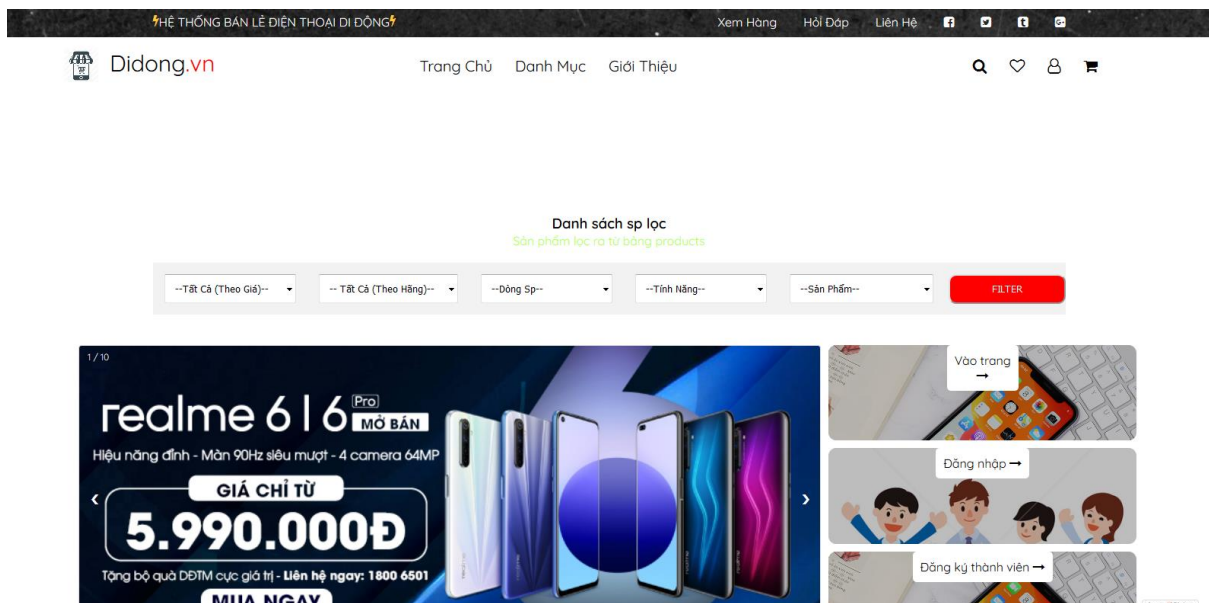 HỆ THỐNG BÁN LẺ ĐIỆN THOẠI DI ĐỘNG
Xem Hàng Hỏi Đáp Liên Hệ
Didong.vn
Trang Chủ Danh Mục Giới Thiệu
Danh sách sp lọc
Sản phẩm lọc ra từ bảng products
--Tất Cả (Theo Giá)-- -- Tất Cả (Theo Hãng)-- --Dòng Sp-- --Tính Năng-- --Sản Phẩm-- FILTER
1 / 10
realme 6 | 6 Pro
MỞ BÁN
Hiệu năng đỉnh - Màn 90Hz siêu mượt - 4 camera 64MP
GIÁ CHỈ TỪ
5.990.000Đ
Tặng bộ quà DĐTM cực giá trị - Liên hệ ngay: 1800 6501
MUA NGAY
Vào trang
Đăng nhập
Đăng ký thành viên